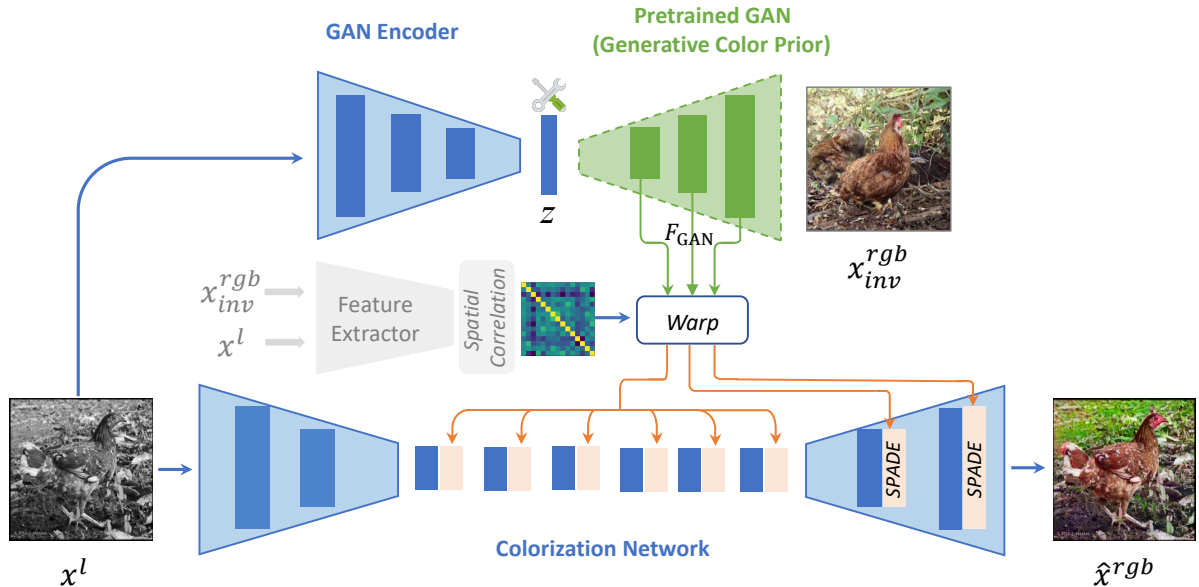 GAN Encoder
Pretrained GAN
(Generative Color Prior)
z
F_GAN
x_inv^rgb
x_inv^rgb
x^l
Feature
Extractor
Spatial
Correlation
Warp
SPADE
SPADE
Colorization Network
x^l
x̂^rgb